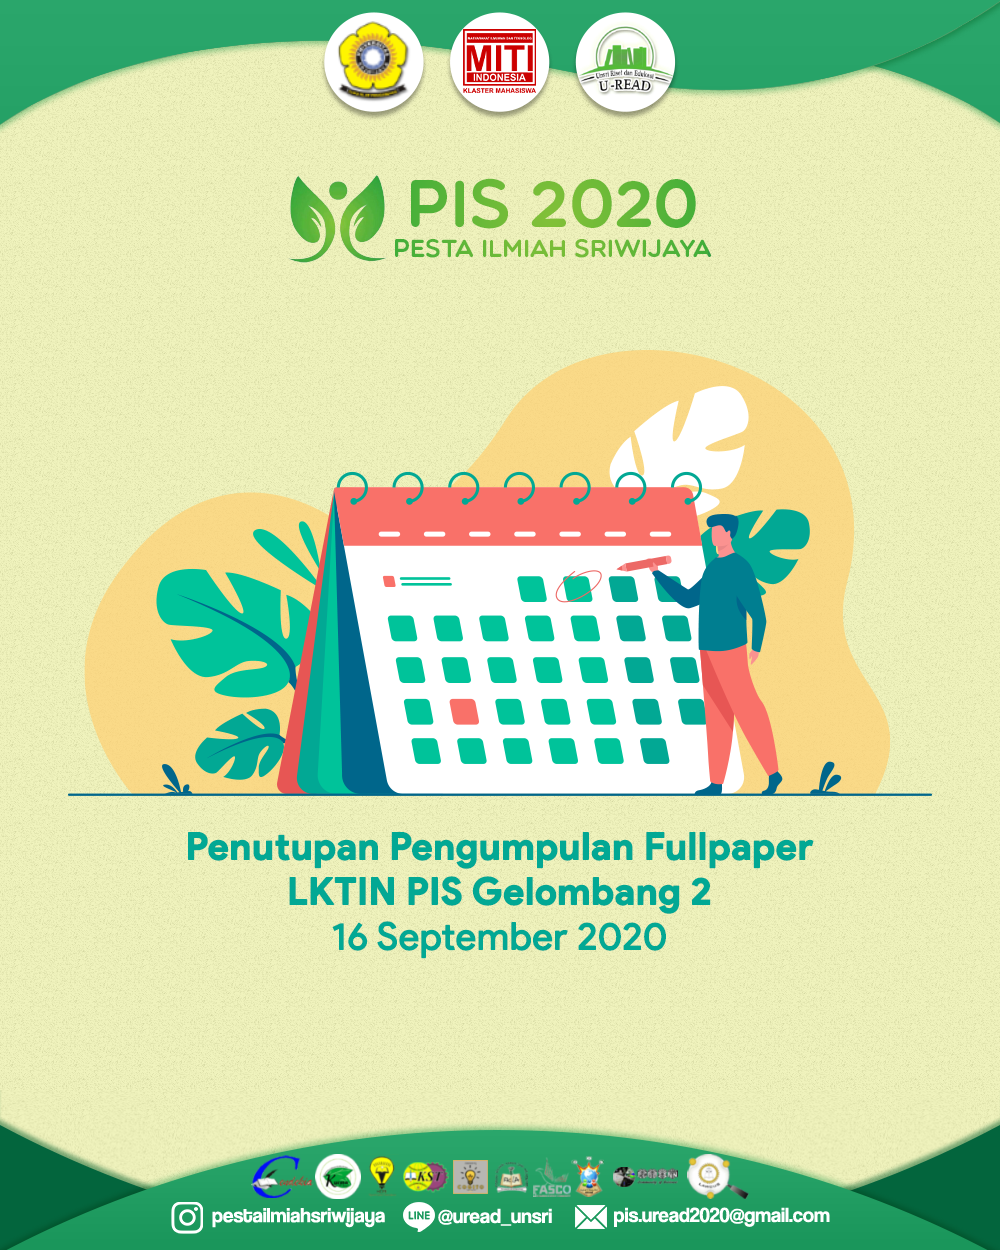 MITI
INDONESIA
KLASTER MAHASISWA
Unsri Riset dan Edukasi
U-READ
PIS 2020
PESTA ILMIAH SRIWIJAYA
Penutupan Pengumpulan Fullpaper
LKTIN PIS Gelombang 2
16 September 2020
FASCO
pestailmiahsriwijaya
LINE
@uread_unsri
pis.uread2020@gmail.com